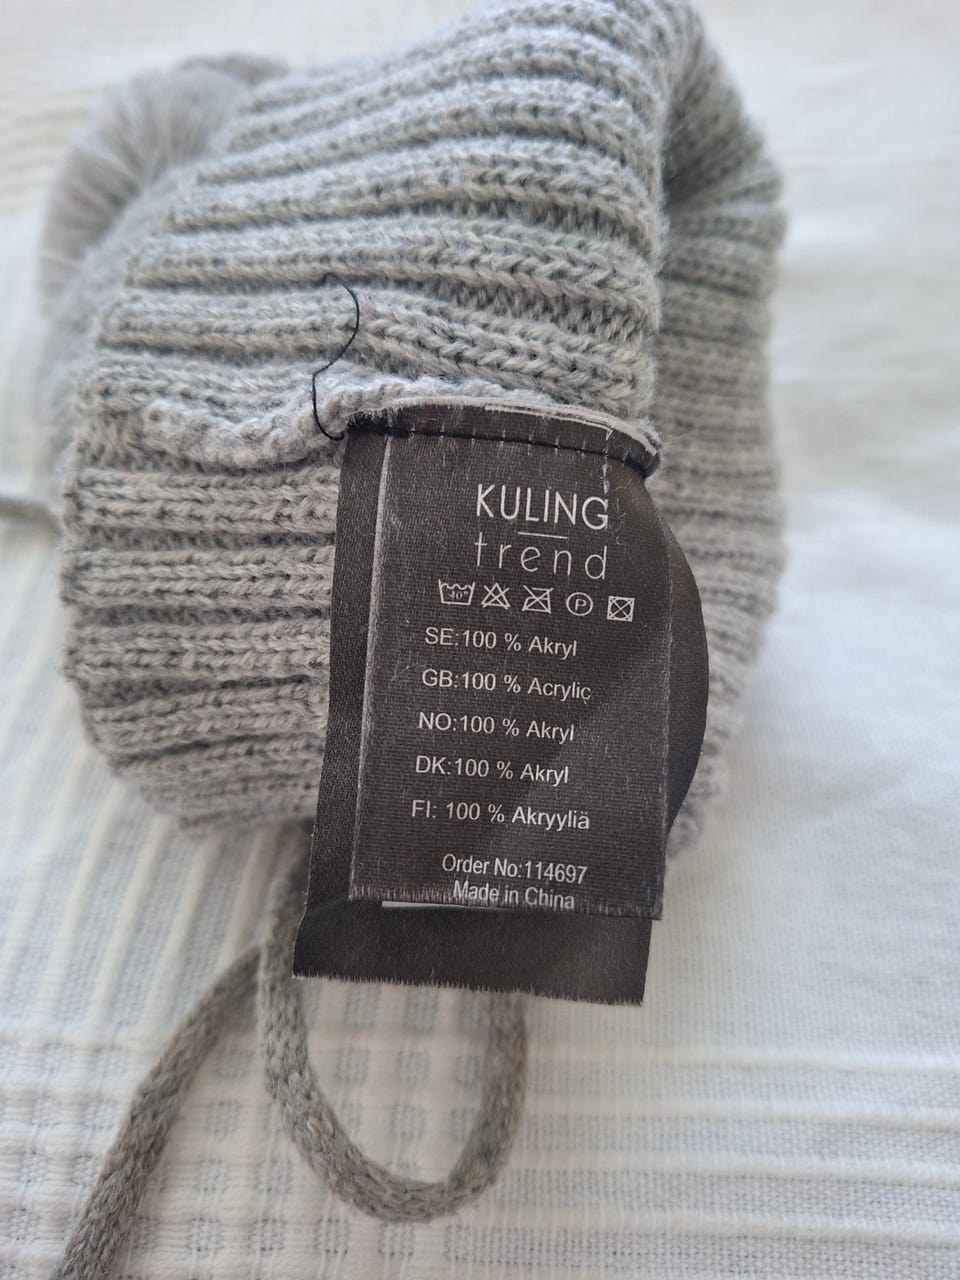 KULING
trend
40° P
SE:100 % Akryl
GB:100 % Acrylic
NO:100 % Akryl
DK:100 % Akryl
FI: 100 % Akryyliä
Order No:114697
Made in China